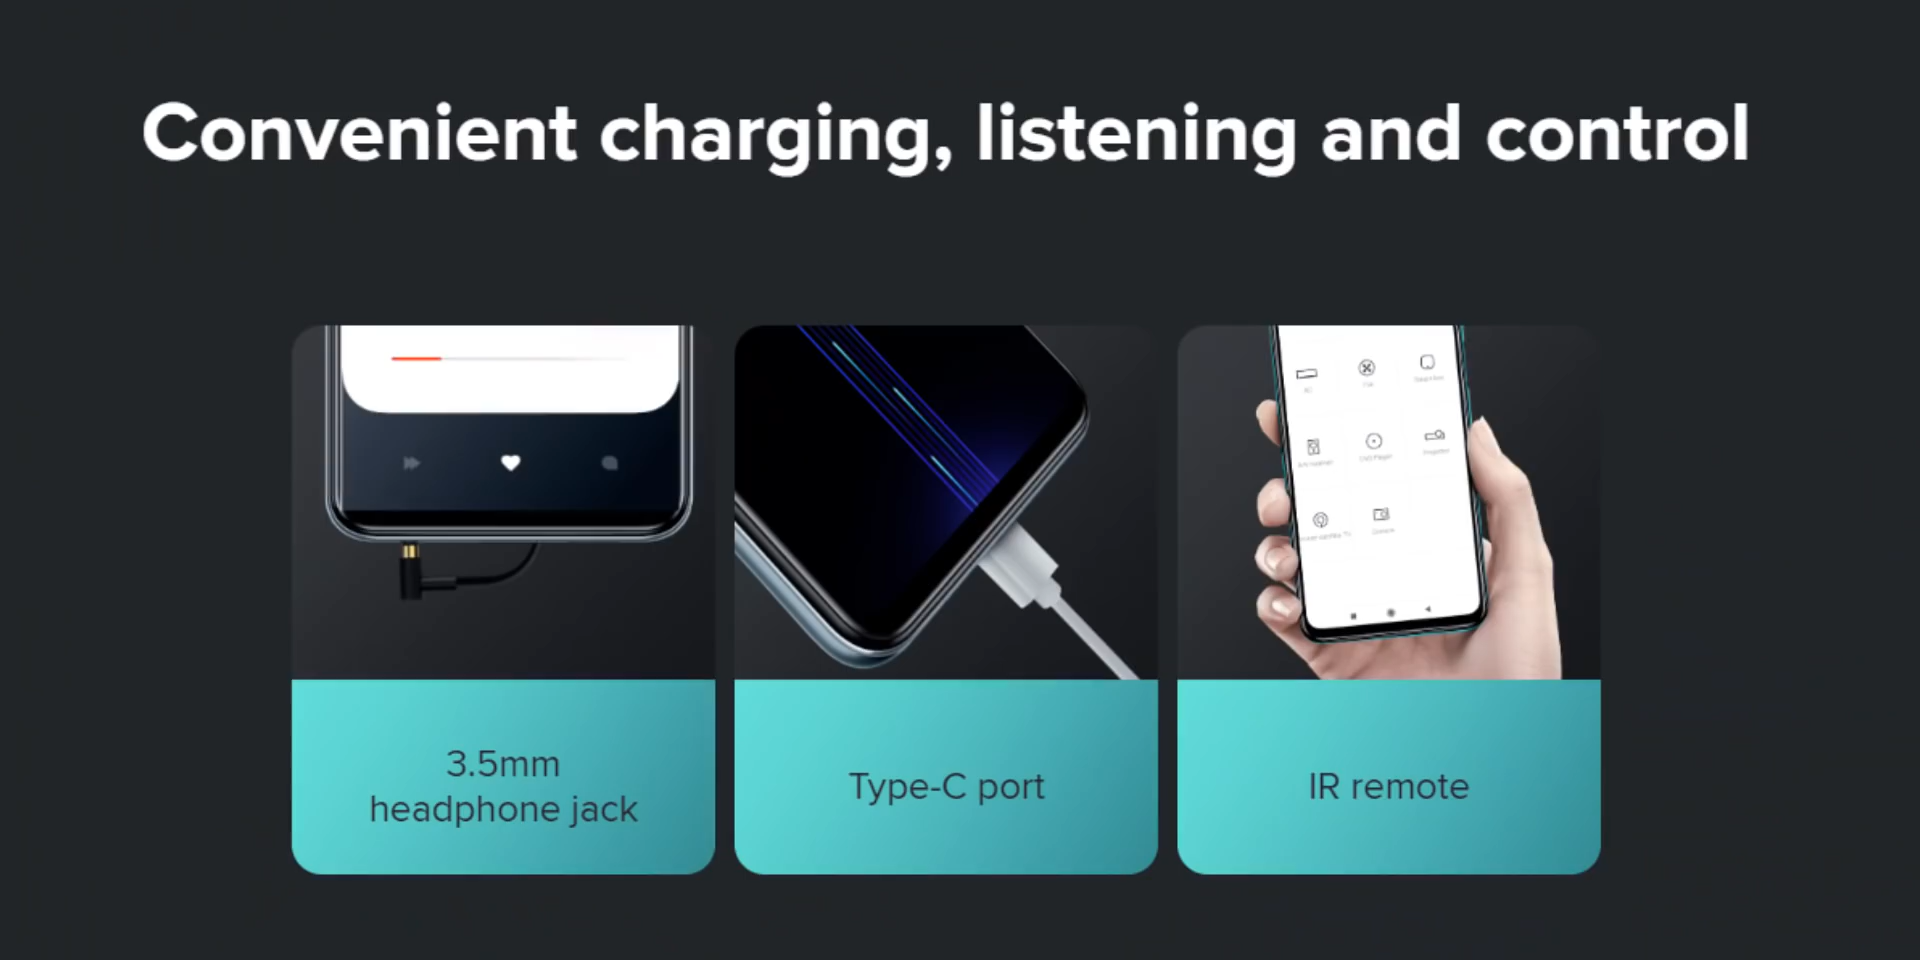 Convenient charging, listening and control
3.5mm
headphone jack
Type-C port
IR remote